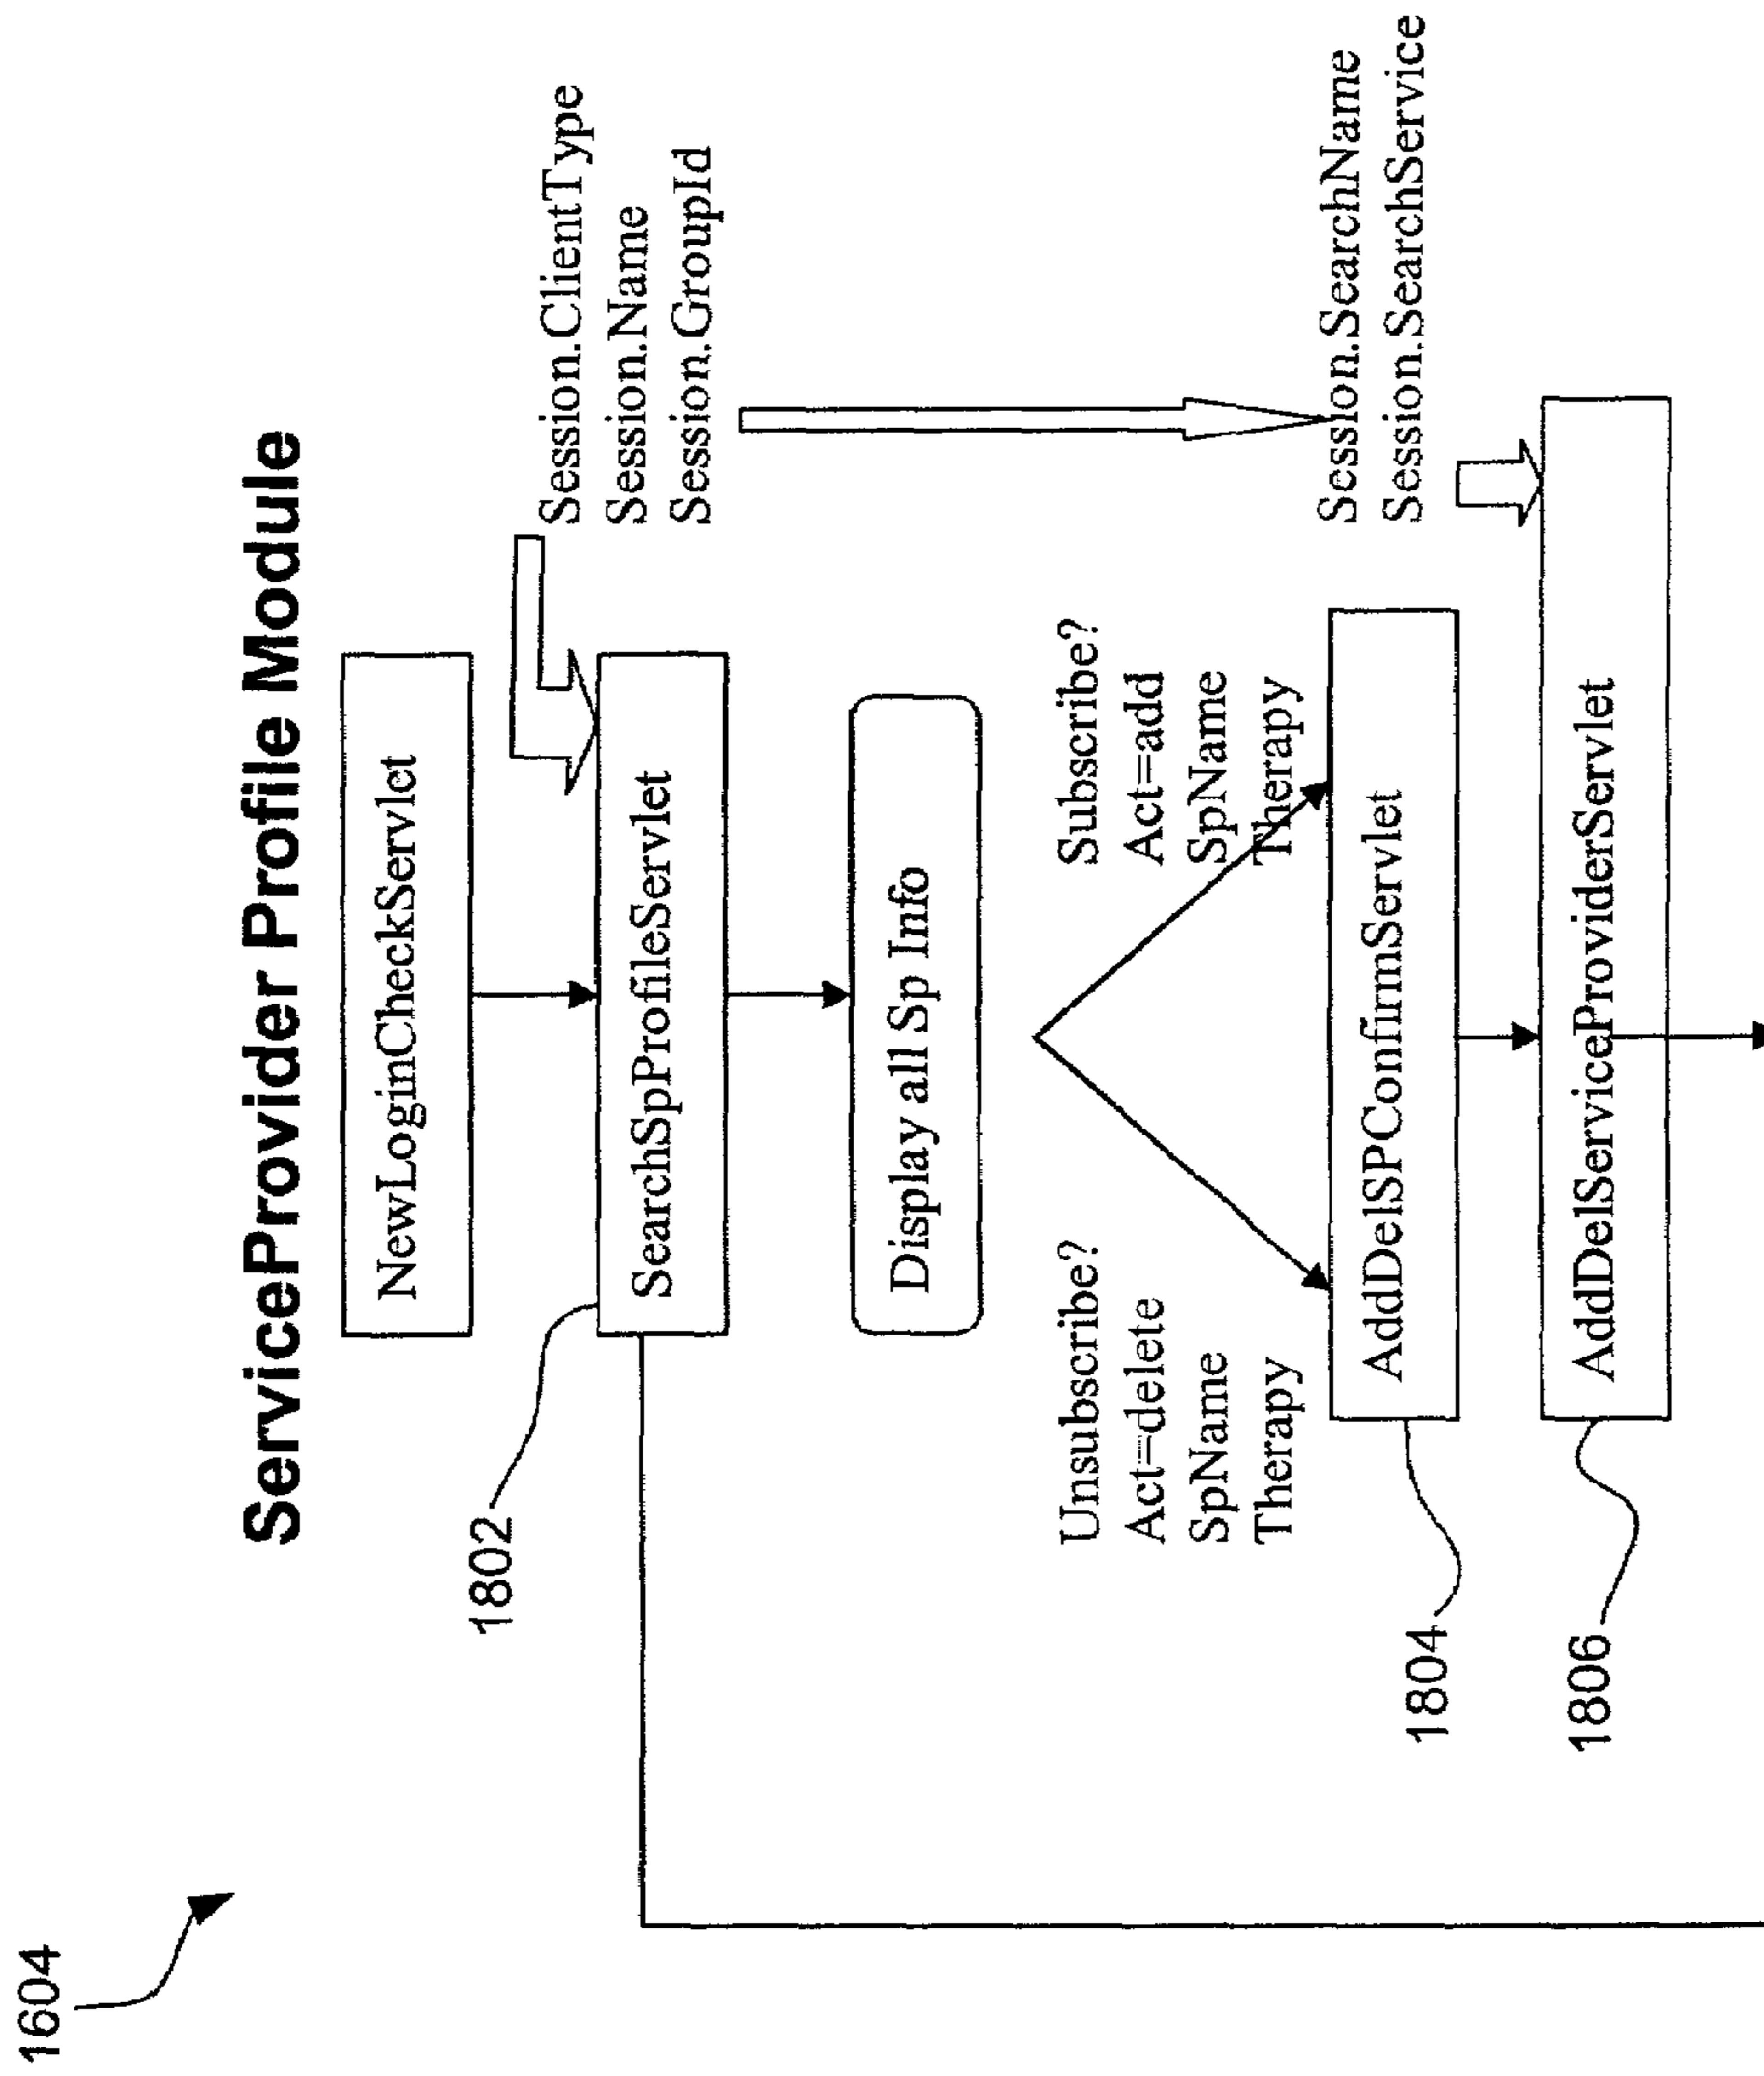 1604
ServiceProvider Profile Module
NewLoginCheckServlet
Session.ClientType
Session.Name
Session.GroupId
1802
SearchSpProfileServlet
Display all Sp Info
Unsubscribe?
Act=delete
SpName
Therapy
Subscribe?
Act=add
SpName
Therapy
Session.SearchName
Session.SearchService
1804
AddDelSPConfirmServlet
1806
AddDelServiceProviderServlet